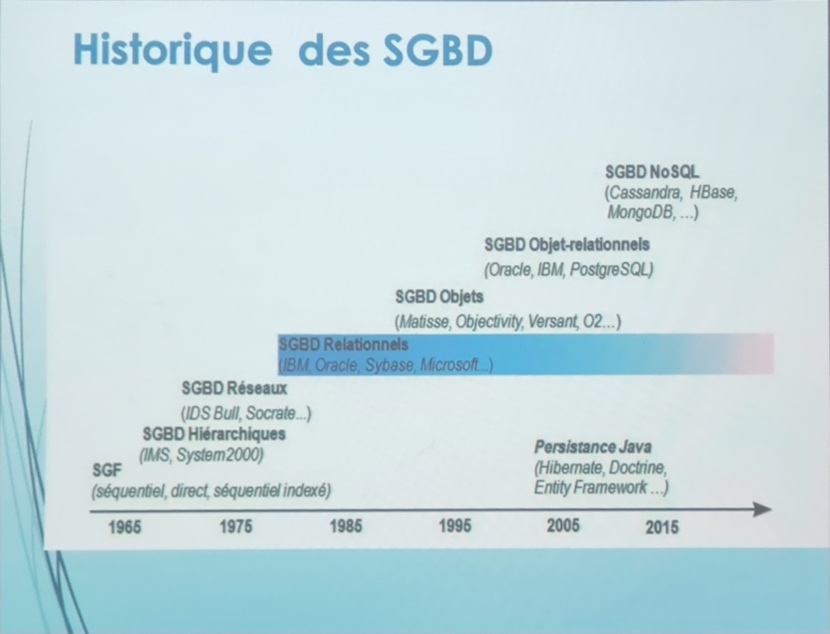 Historique des SGBD
SGBD NoSQL
(Cassandra, HBase,
MongoDB, ...)
SGBD Objet-relationnels
(Oracle, IBM, PostgreSQL)
SGBD Objets
(Matisse, Objectivity, Versant, O2...)
SGBD Relationnels
(IBM, Oracle, Sybase, Microsoft...)
SGBD Réseaux
(IDS Bull, Socrate...)
SGBD Hiérarchiques
(IMS, System2000)
SGF
(séquentiel, direct, séquentiel indexé)
Persistance Java
(Hibernate, Doctrine,
Entity Framework ...)
1965 1975 1985 1995 2005 2015